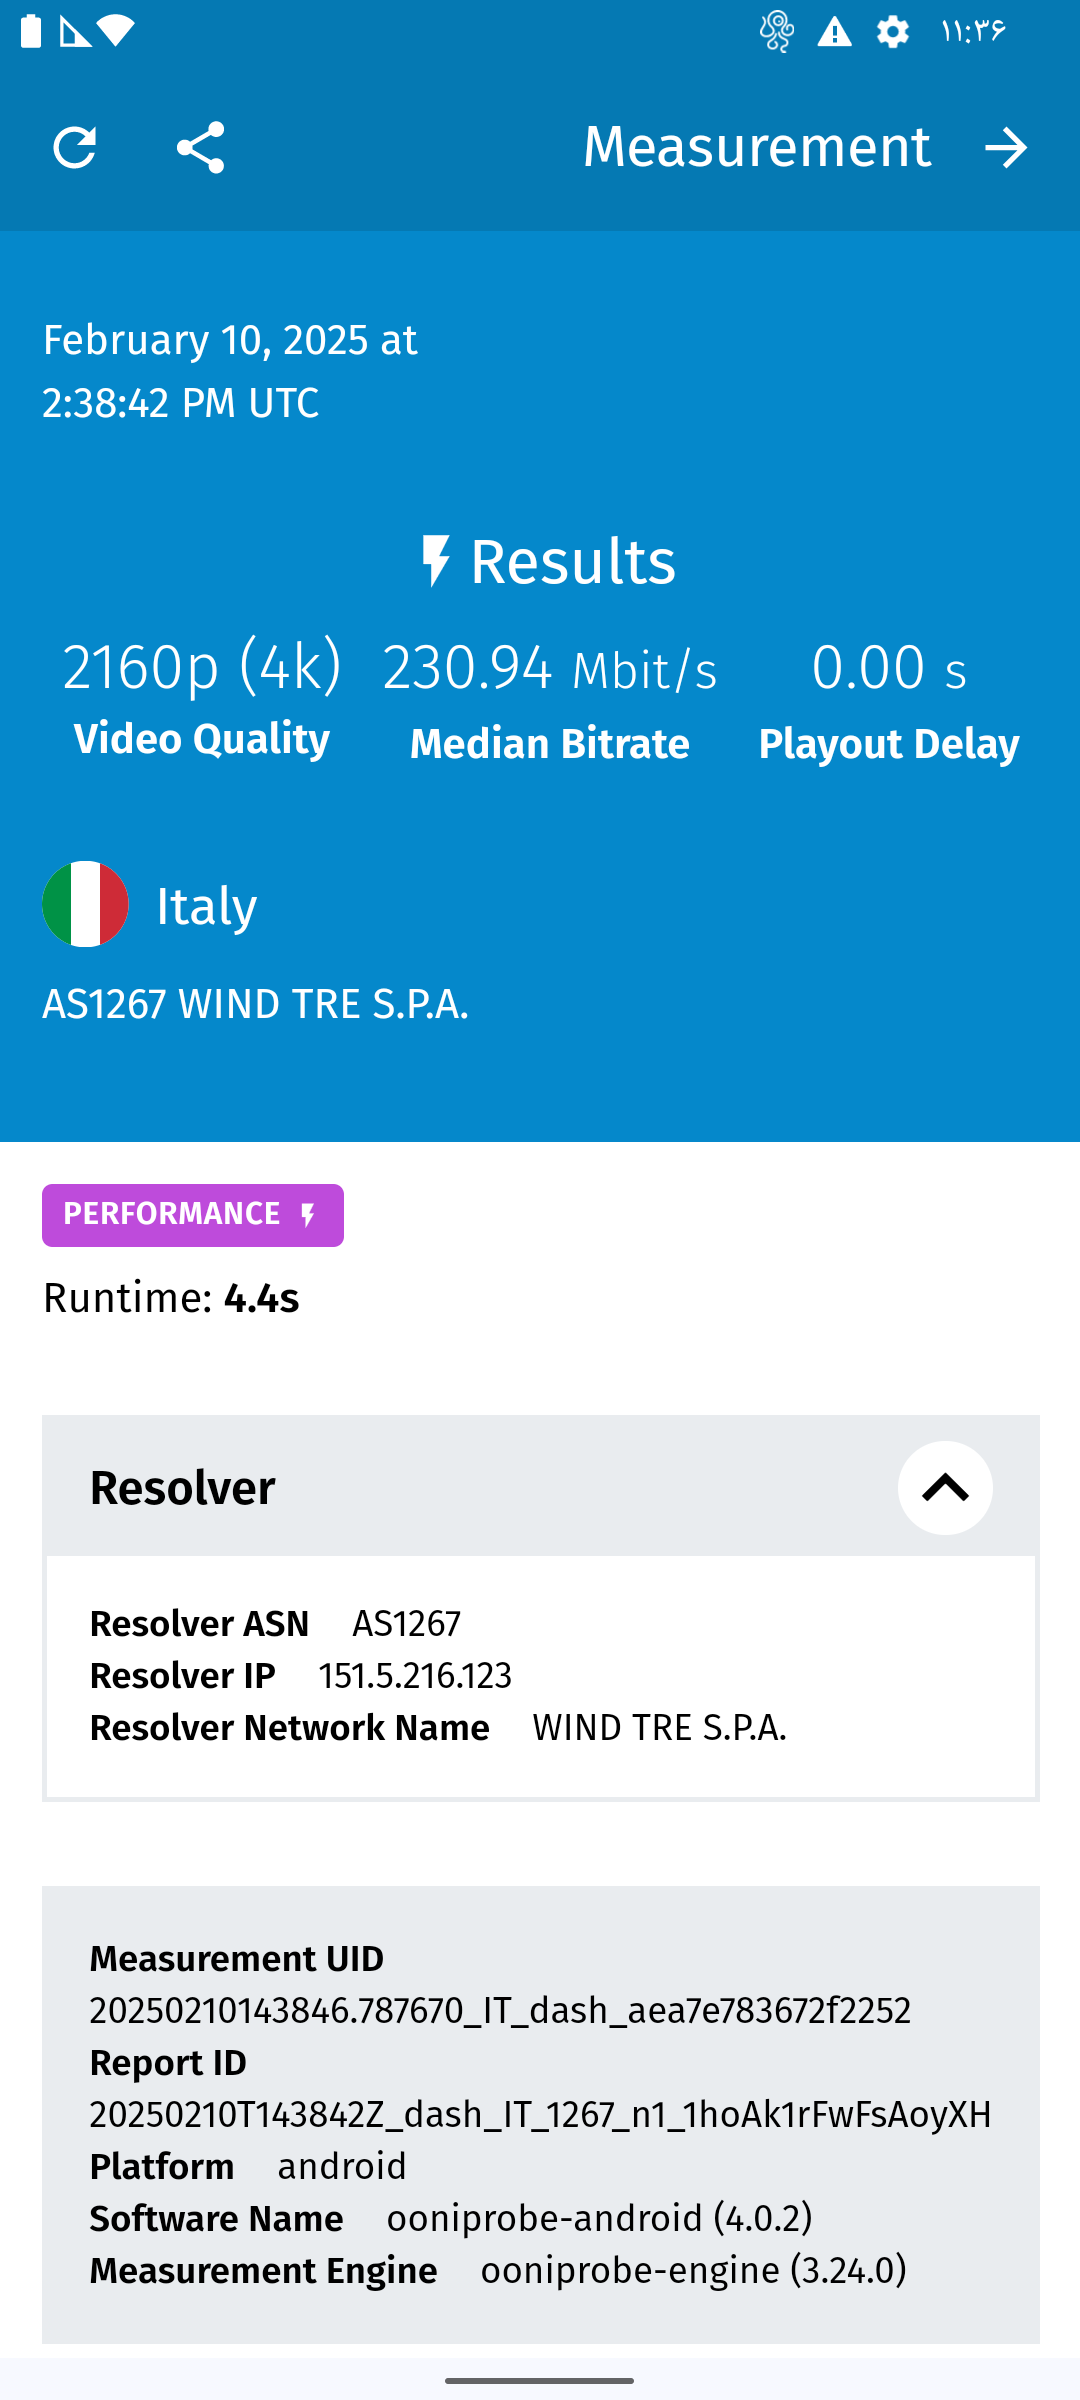 ۱۱:۳۶
Measurement
February 10, 2025 at
2:38:42 PM UTC
Results
2160p (4k) 230.94 Mbit/s 0.00 s
Video Quality Median Bitrate Playout Delay
Italy
AS1267 WIND TRE S.P.A.
PERFORMANCE
Runtime: 4.4s
Resolver
Resolver ASN AS1267
Resolver IP 151.5.216.123
Resolver Network Name WIND TRE S.P.A.
Measurement UID
20250210143846.787670_IT_dash_aea7e783672f2252
Report ID
20250210T143842Z_dash_IT_1267_n1_1hoAk1rFwFsAoyXH
Platform android
Software Name ooniprobe-android (4.0.2)
Measurement Engine ooniprobe-engine (3.24.0)